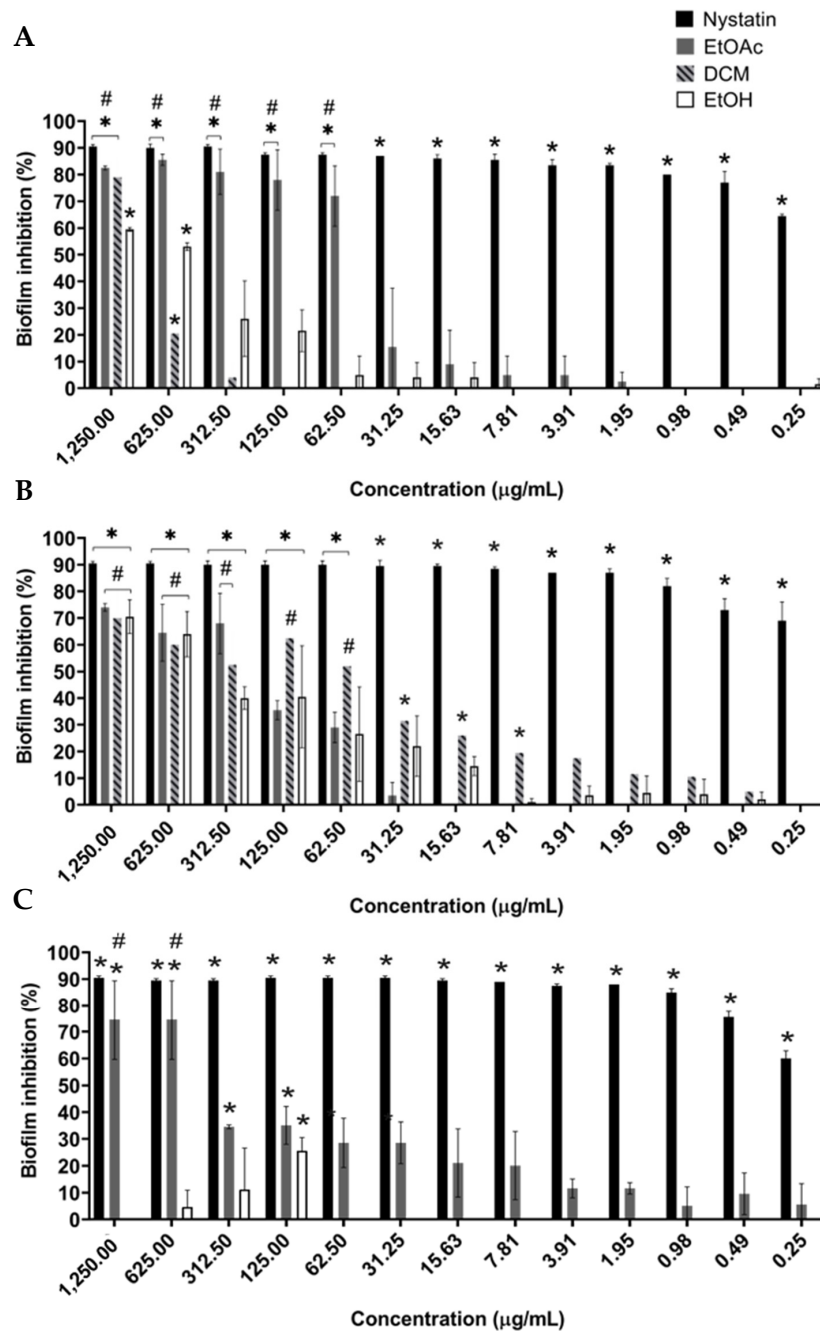 A
Nystatin
EtOAc
DCM
EtOH
# # # # #
* * * * * * * * * * * * *
* * *
100
90
80
70
60
50
40
30
20
10
0
Biofilm inhibition (%)
1,250.00 625.00 312.50 125.00 62.50 31.25 15.63 7.81 3.91 1.95 0.98 0.49 0.25
Concentration (μg/mL)
B
* * * * * * * * * * * * *
# # # # #
* * *
100
90
80
70
60
50
40
30
20
10
0
Biofilm inhibition (%)
1,250.00 625.00 312.50 125.00 62.50 31.25 15.63 7.81 3.91 1.95 0.98 0.49 0.25
Concentration (μg/mL)
C
# #
* * * * * * * * * * * * * * *
* * *
100
90
80
70
60
50
40
30
20
10
0
Biofilm inhibition (%)
1,250.00 625.00 312.50 125.00 62.50 31.25 15.63 7.81 3.91 1.95 0.98 0.49 0.25
Concentration (μg/mL)